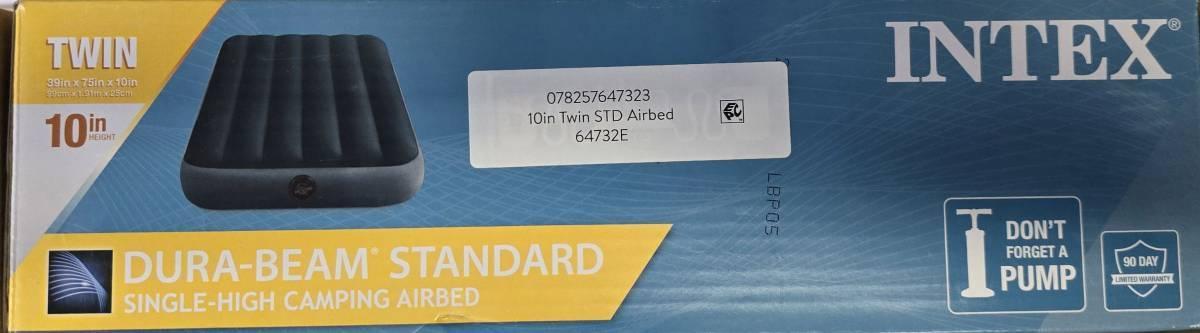 TWIN
39in x 75in x 10in
99cm x 1.91m x 25cm
10in
HEIGHT
078257647323
10in Twin STD Airbed
64732E
EPC
LBP05
INTEX®
DURA-BEAM® STANDARD
SINGLE-HIGH CAMPING AIRBED
DON'T
FORGET A
PUMP
90 DAY
LIMITED WARRANTY